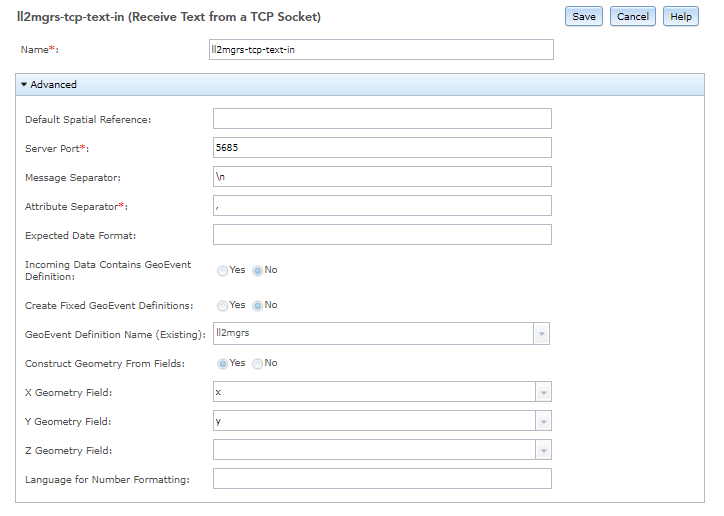 ll2mgrs-tcp-text-in (Receive Text from a TCP Socket)
Save
Cancel
Help
Name*:
ll2mgrs-tcp-text-in
Advanced
Default Spatial Reference:
Server Port*:
5685
Message Separator:
\n
Attribute Separator*:
,
Expected Date Format:
Incoming Data Contains GeoEvent
Definition:
Yes No
Create Fixed GeoEvent Definitions:
Yes No
GeoEvent Definition Name (Existing):
ll2mgrs
Construct Geometry From Fields:
Yes No
X Geometry Field:
x
Y Geometry Field:
y
Z Geometry Field:
Language for Number Formatting: